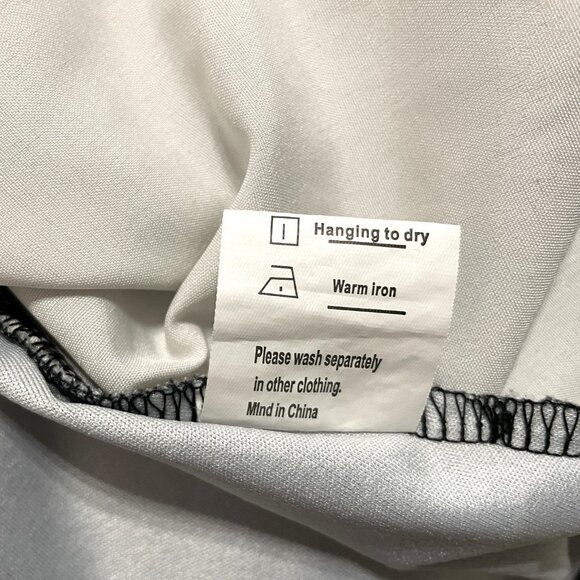 Hanging to dry
Warm iron
Please wash separately
in other clothing.
MInd in China